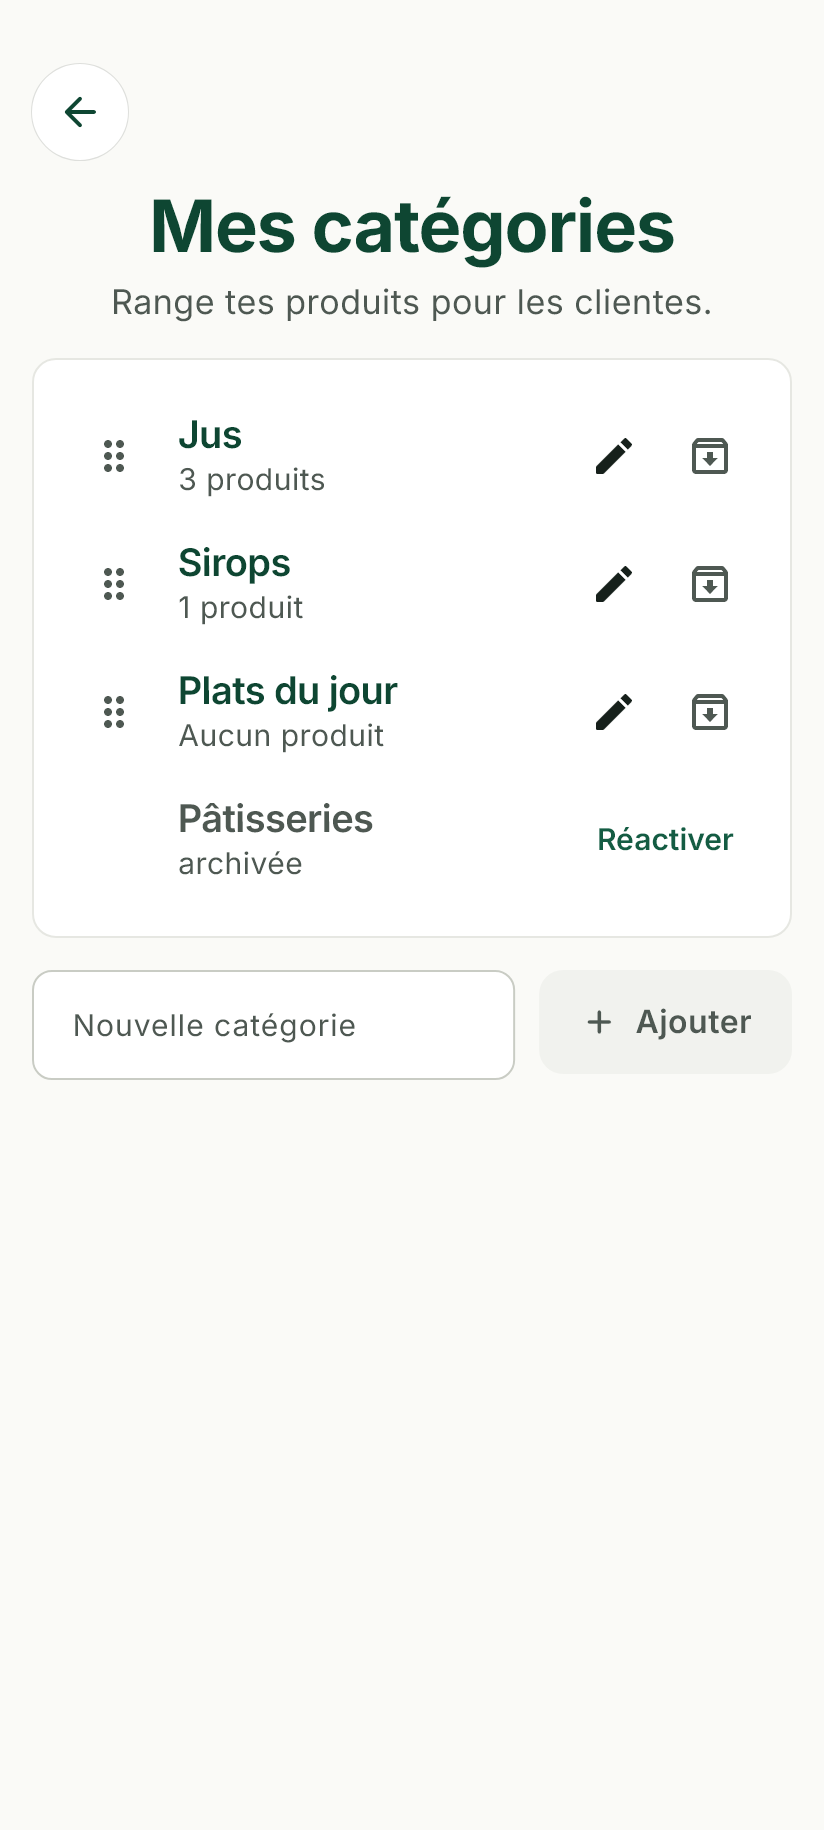 Mes catégories
Range tes produits pour les clientes.
Jus
3 produits
Sirops
1 produit
Plats du jour
Aucun produit
Pâtisseries
archivée
Réactiver
Nouvelle catégorie
+ Ajouter